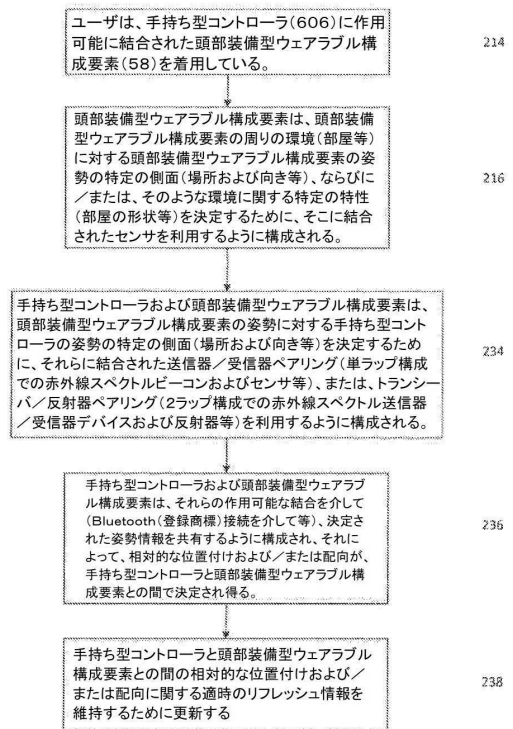 ユーザは、手持ち型コントローラ(606)に作用
可能に結合された頭部装備型ウェアラブル構
成要素(58)を着用している。
214
頭部装備型ウェアラブル構成要素は、頭部装備
型ウェアラブル構成要素の周りの環境(部屋等)
に対する頭部装備型ウェアラブル構成要素の姿
勢の特定の側面(場所および向き等)、ならびに
/または、そのような環境に関する特定の特性
(部屋の形状等)を決定するために、そこに結合
されたセンサを利用するように構成される。
216
手持ち型コントローラおよび頭部装備型ウェアラブル構成要素は、
頭部装備型ウェアラブル構成要素の姿勢に対する手持ち型コント
ローラの姿勢の特定の側面(場所および向き等)を決定するため
に、それらに結合された送信器/受信器ペアリング(単ラップ構成
での赤外線スペクトルビーコンおよびセンサ等)、または、トランシー
バ/反射器ペアリング(2ラップ構成での赤外線スペクトル送信器
/受信器デバイスおよび反射器等)を利用するように構成される。
234
手持ち型コントローラおよび頭部装備型ウェアラブ
ル構成要素は、それらの作用可能な結合を介して
(Bluetooth(登録商標)接続を介して等)、決定さ
れた姿勢情報を共有するように構成され、それに
よって、相対的な位置付けおよび/または配向が、
手持ち型コントローラと頭部装備型ウェアラブル構
成要素との間で決定され得る。
236
手持ち型コントローラと頭部装備型ウェアラブル
構成要素との間の相対的な位置付けおよび/
または配向に関する適時のリフレッシュ情報を
維持するために更新する
238